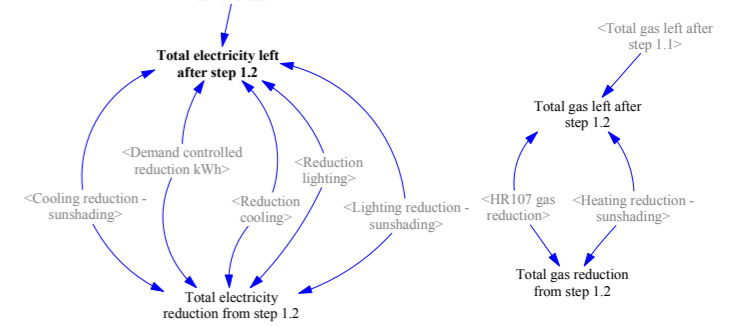 Total electricity left
after step 1.2
<Demand controlled
reduction kWh>
<Reduction
lighting>
<Cooling reduction -
sunshading>
<Reduction
cooling>
<Lighting reduction -
sunshading>
Total electricity
reduction from step 1.2
<Total gas left after
step 1.1>
Total gas left after
step 1.2
<HR107 gas
reduction>
<Heating reduction -
sunshading>
Total gas reduction
from step 1.2